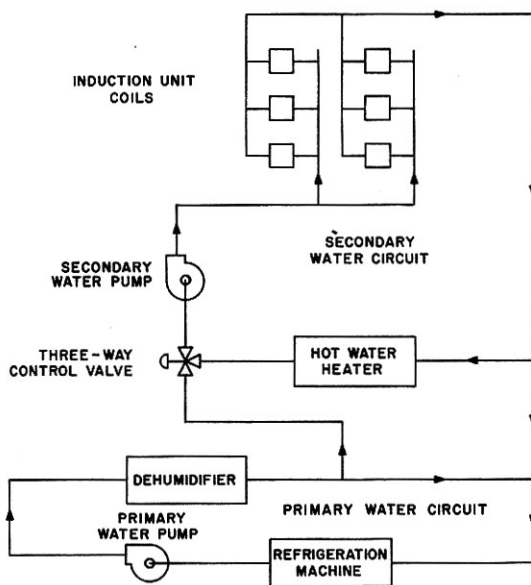 INDUCTION UNIT
COILS
SECONDARY
WATER CIRCUIT
SECONDARY
WATER PUMP
THREE-WAY
CONTROL VALVE
HOT WATER
HEATER
DEHUMIDIFIER
PRIMARY WATER CIRCUIT
PRIMARY
WATER PUMP
REFRIGERATION
MACHINE